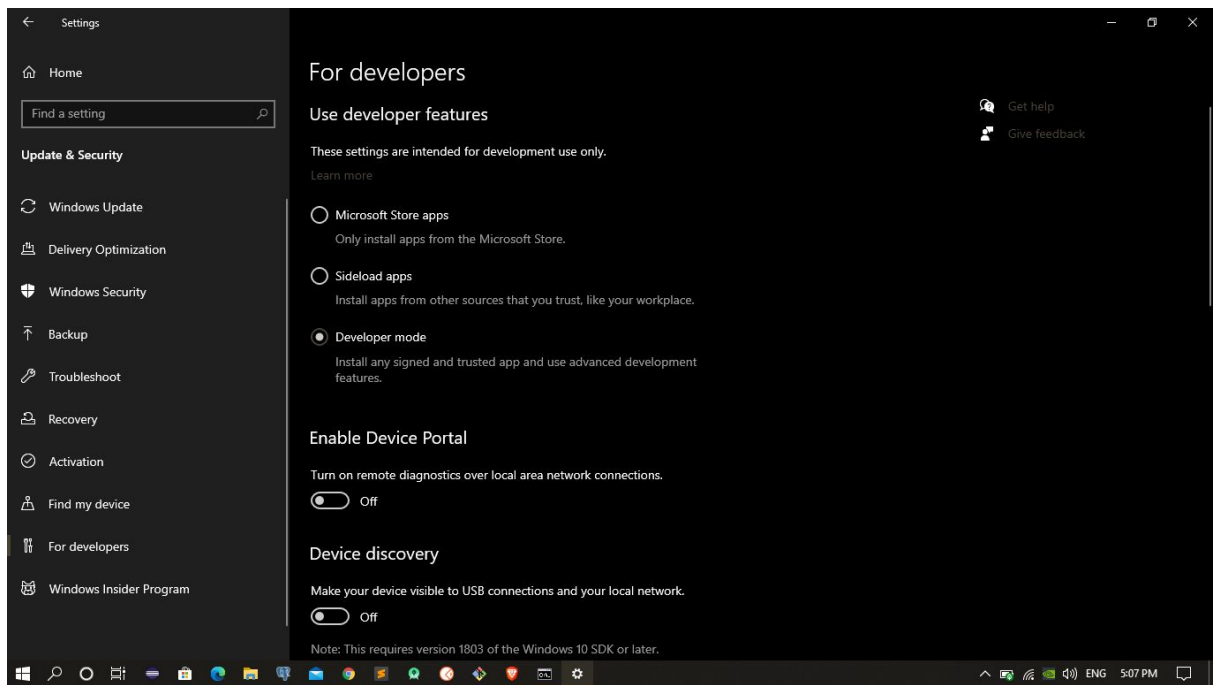 Settings
Home
Find a setting
Update & Security
Windows Update
Delivery Optimization
Windows Security
Backup
Troubleshoot
Recovery
Activation
Find my device
For developers
Windows Insider Program
For developers
Use developer features
These settings are intended for development use only.
Learn more
Microsoft Store apps
Only install apps from the Microsoft Store.
Sideload apps
Install apps from other sources that you trust, like your workplace.
Developer mode
Install any signed and trusted app and use advanced development
features.
Enable Device Portal
Turn on remote diagnostics over local area network connections.
Off
Device discovery
Make your device visible to USB connections and your local network.
Off
Note: This requires version 1803 of the Windows 10 SDK or later.
Get help
Give feedback
ENG 5:07 PM